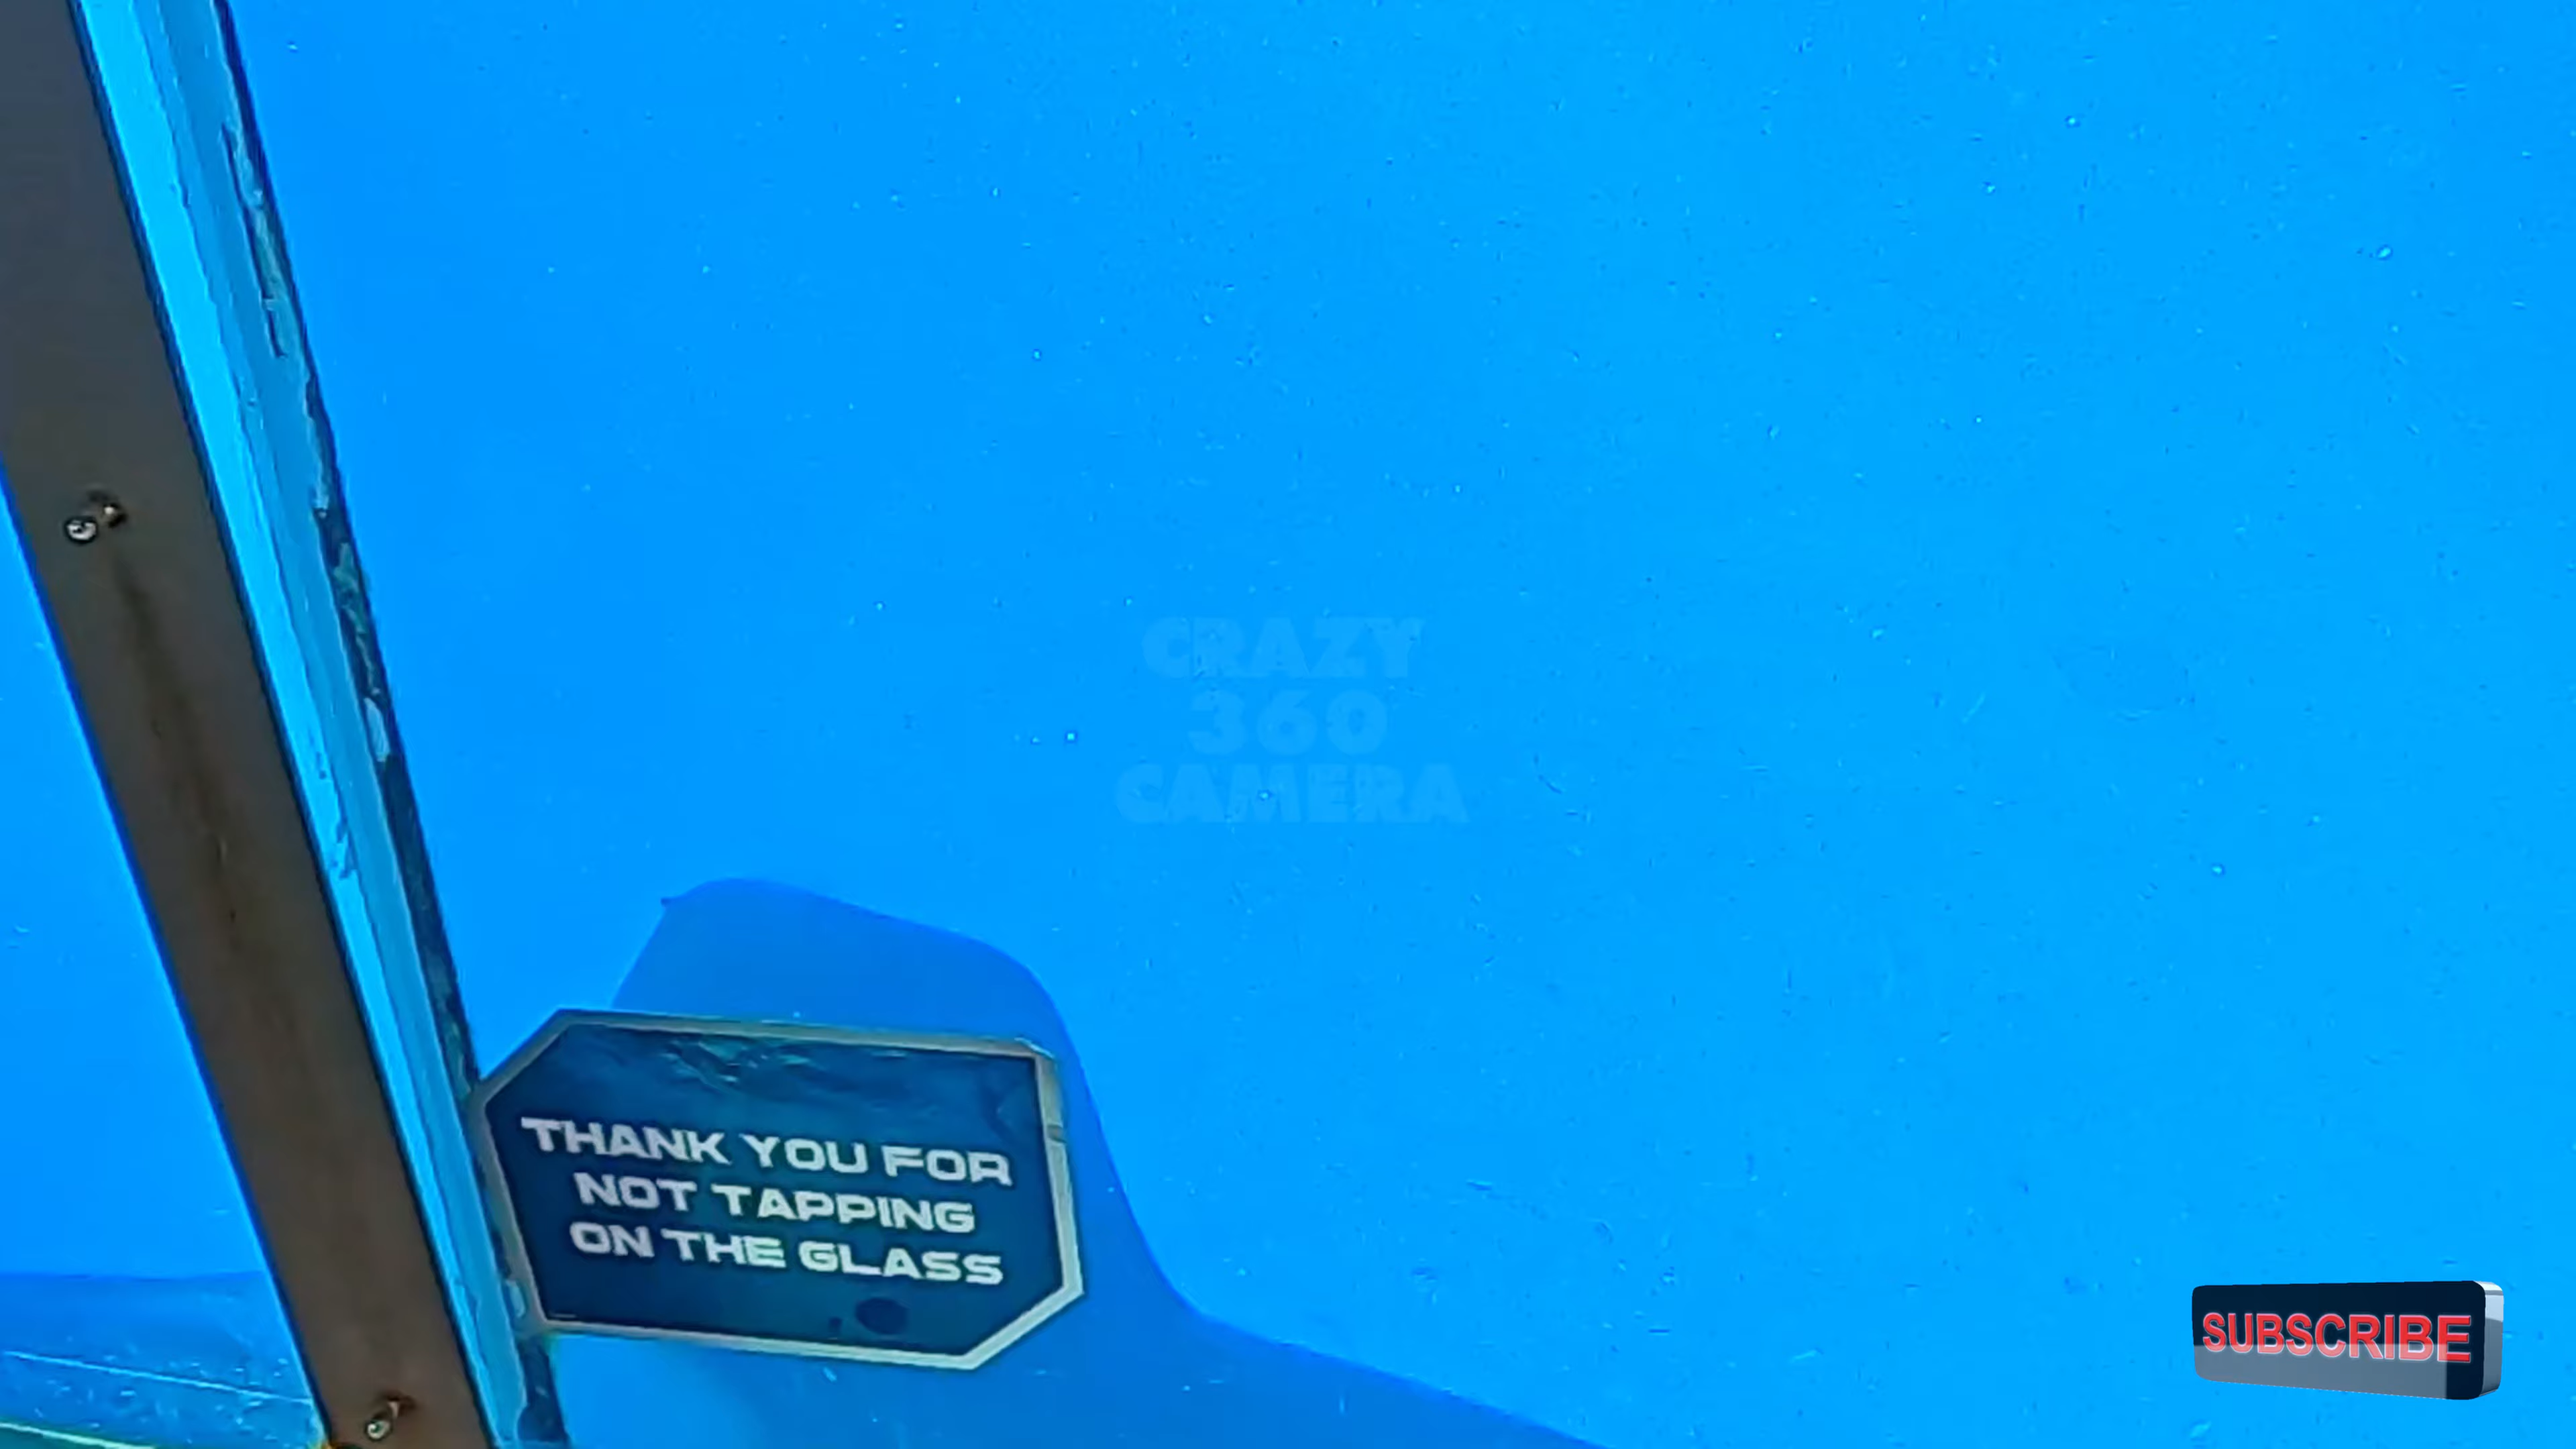 CRAZY
360
CAMERA
THANK YOU FOR
NOT TAPPING
ON THE GLASS
SUBSCRIBE